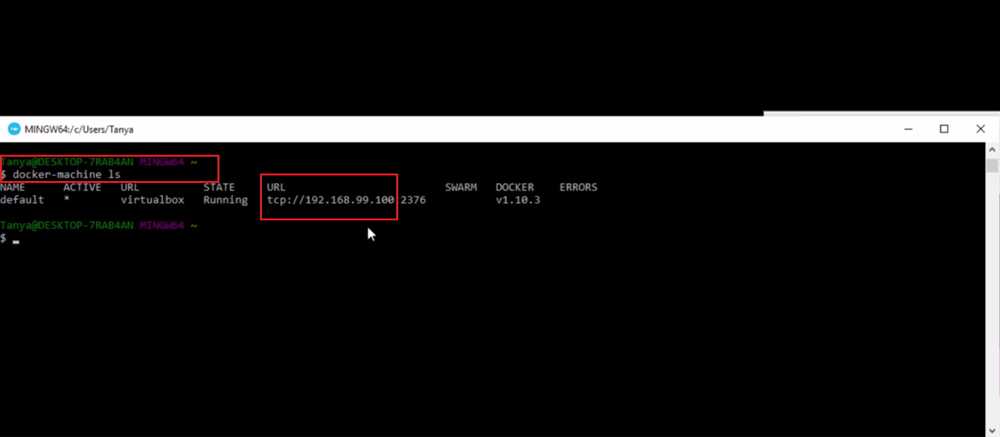 MINGW64:/c/Users/Tanya
Tanya@DESKTOP-7RAB4AN MINGW64 ~
$ docker-machine ls
NAME ACTIVE URL STATE URL SWARM DOCKER ERRORS
default * virtualbox Running tcp://192.168.99.100:2376 v1.10.3
Tanya@DESKTOP-7RAB4AN MINGW64 ~
$ _